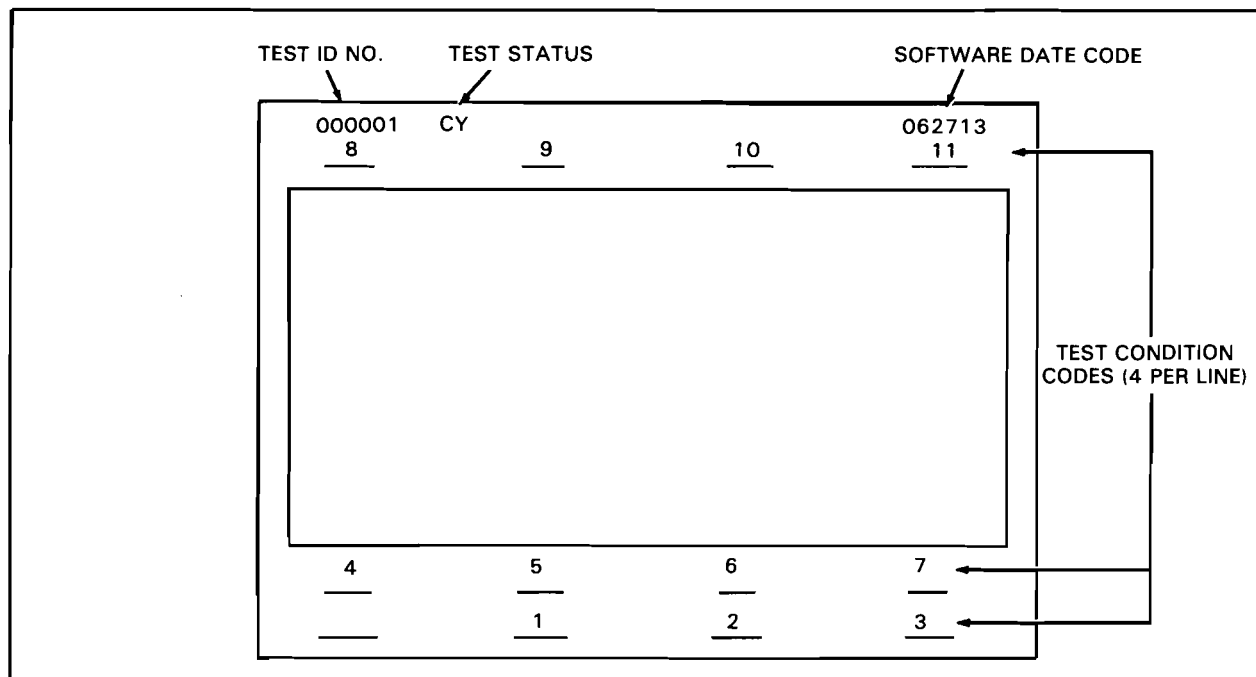 TEST ID NO. TEST STATUS SOFTWARE DATE CODE
000001 CY 062713
8 9 10 11
TEST CONDITION
CODES (4 PER LINE)
4 5 6 7
1 2 3